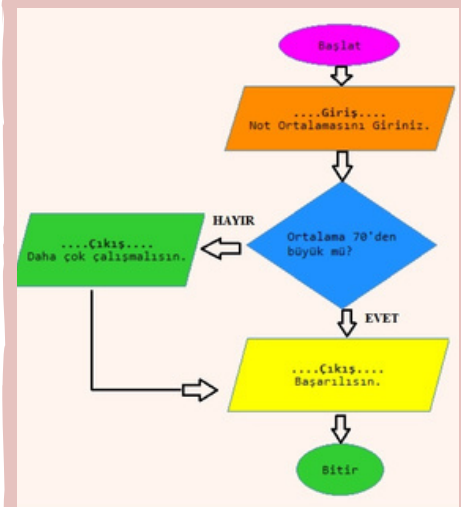 Başlat
....Giriş....
Not Ortalamasını Giriniz.
Ortalama 70'den
büyük mü?
HAYIR
....Çıkış....
Daha çok çalışmalısın.
EVET
....Çıkış....
Başarılısın.
Bitir